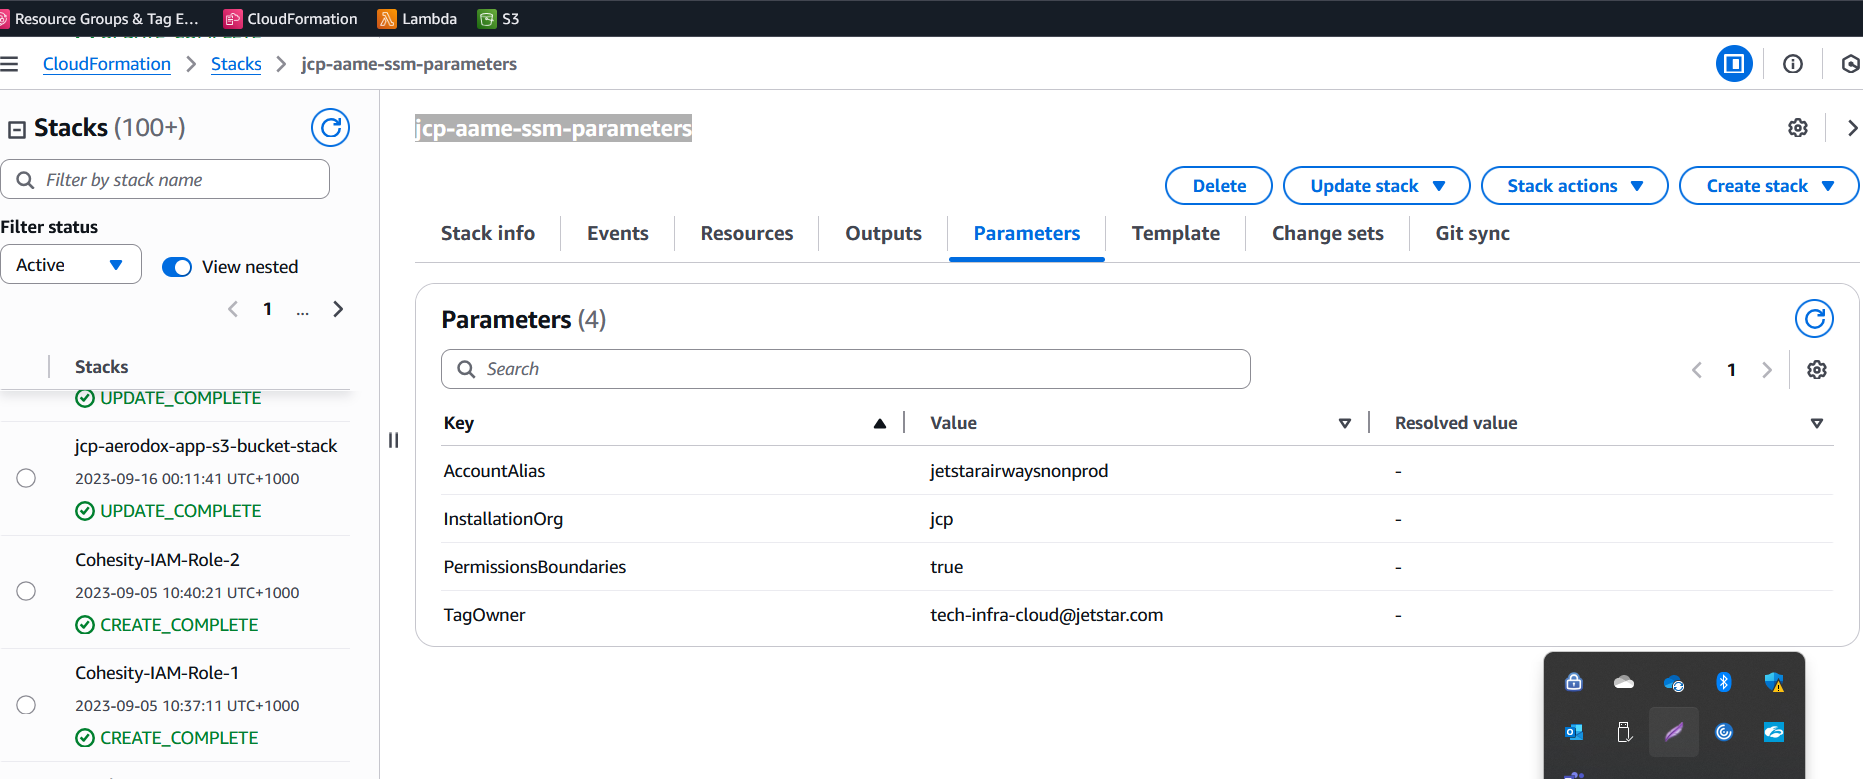 Resource Groups & Tag E...
CloudFormation
Lambda
S3
CloudFormation
Stacks
jcp-aame-ssm-parameters
Stacks (100+)
Filter by stack name
Filter status
Active
View nested
1
...
Stacks
UPDATE_COMPLETE
jcp-aerodox-app-s3-bucket-stack
2023-09-16 00:11:41 UTC+1000
UPDATE_COMPLETE
Cohesity-IAM-Role-2
2023-09-05 10:40:21 UTC+1000
CREATE_COMPLETE
Cohesity-IAM-Role-1
2023-09-05 10:37:11 UTC+1000
CREATE_COMPLETE
jcp-aame-ssm-parameters
Delete
Update stack
Stack actions
Create stack
Stack info
Events
Resources
Outputs
Parameters
Template
Change sets
Git sync
Parameters (4)
Search
1
Key
Value
Resolved value
AccountAlias
jetstarairwaysnonprod
-
InstallationOrg
jcp
-
PermissionsBoundaries
true
-
TagOwner
tech-infra-cloud@jetstar.com
-